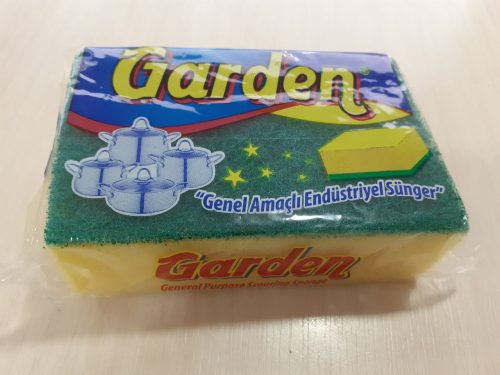 Garden
"Genel Amaçlı Endüstriyel Sünger"
Garden
General Purpose Scouring Sponge